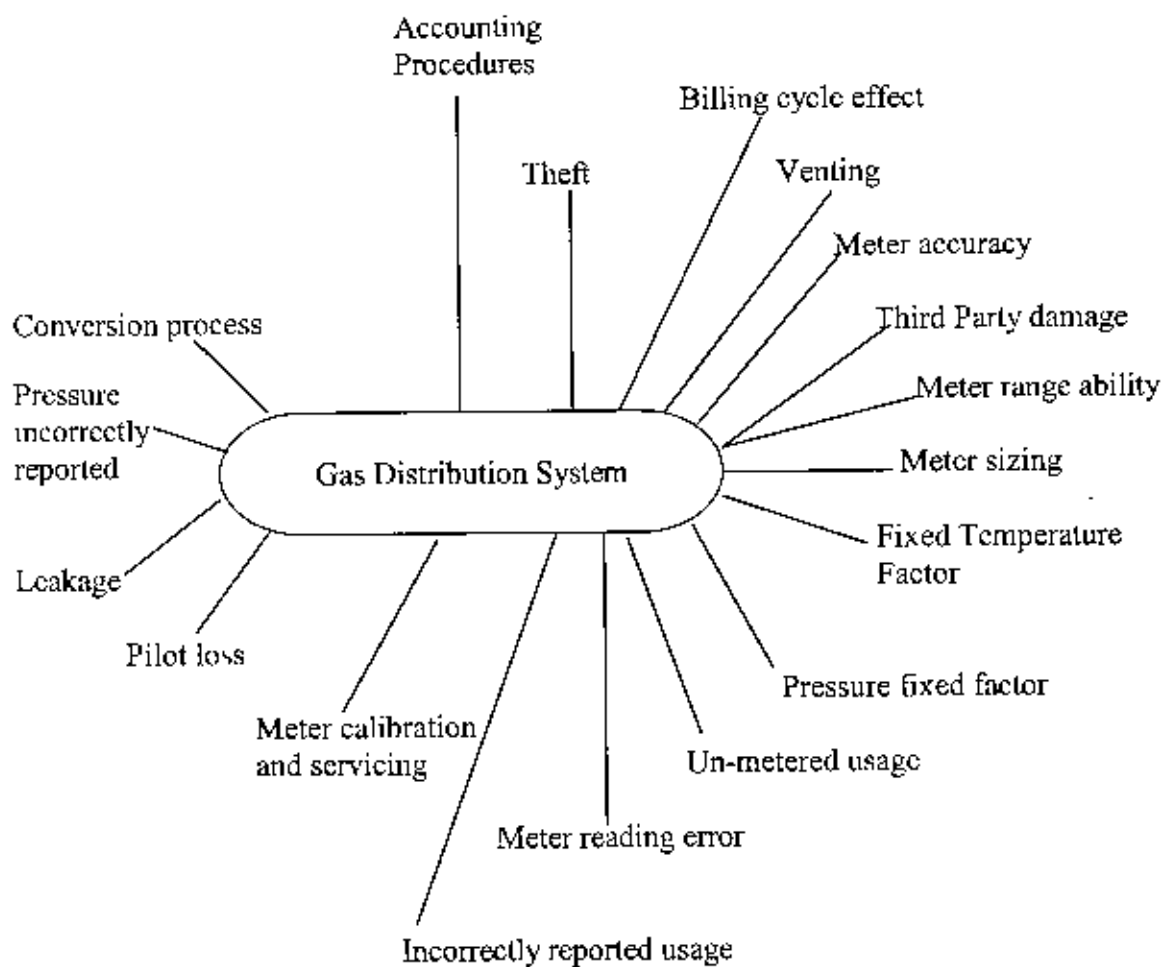 Accounting
Procedures
Billing cycle effect
Theft
Venting
Meter accuracy
Third Party damage
Conversion process
Meter range ability
Pressure
incorrectly
reported
Gas Distribution System
Meter sizing
Fixed Temperature
Factor
Leakage
Pilot loss
Pressure fixed factor
Meter calibration
and servicing
Un-metered usage
Meter reading error
Incorrectly reported usage